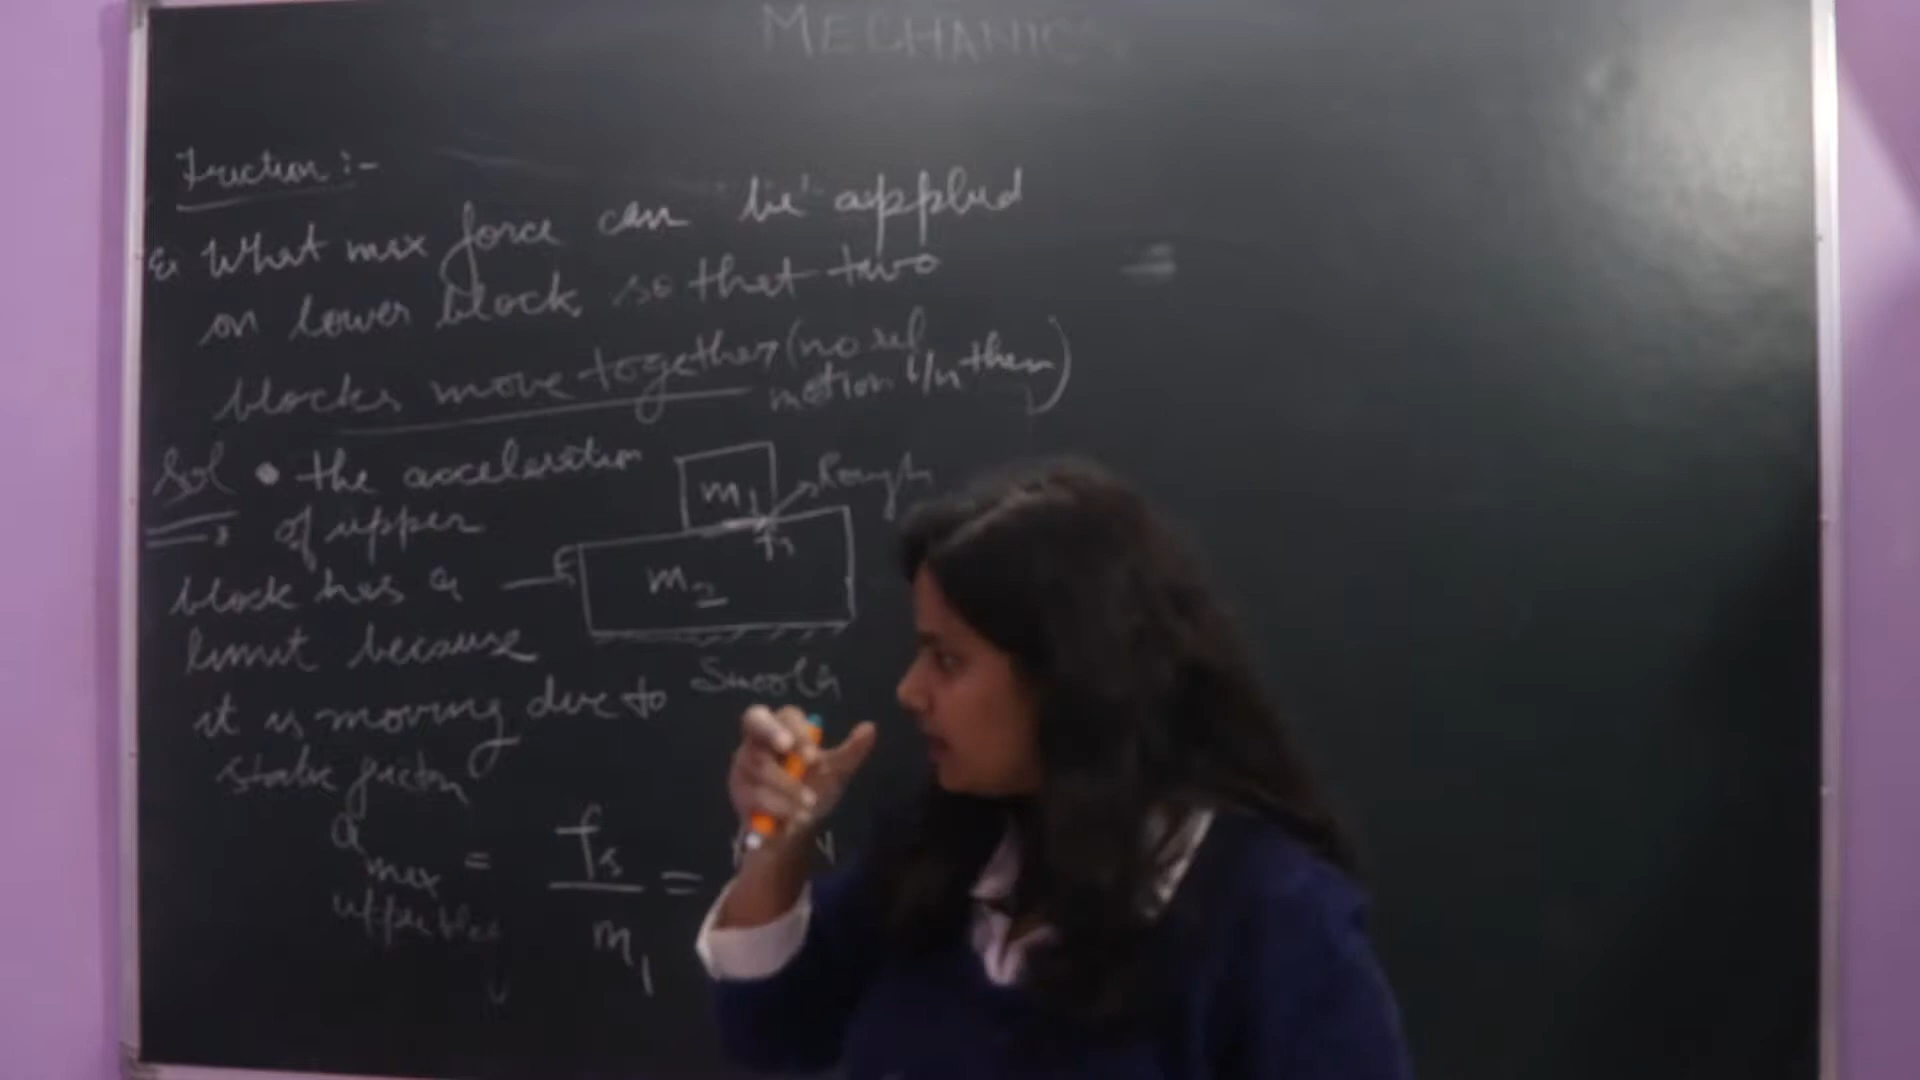 MECHANICS
Friction :-
Ex What max force can be applied
on lower block so that two
blocks move together (no rel
motion b/n them)
Sol • the acceleration
of upper
block has a
limit because
it is moving due to
static friction
m1
Rough
fs
F
m2
Smooth
a max = fs / m1 =
upper block